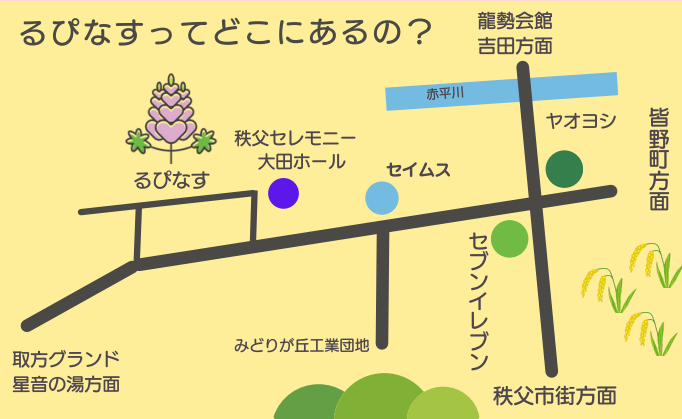 るぴなすってどこにあるの？
龍勢会館
吉田方面
赤平川
ヤオヨシ
皆野町方面
秩父セレモニー
大田ホール
セイムス
るぴなす
セブンイレブン
みどりが丘工業団地
取方グランド
星音の湯方面
秩父市街方面